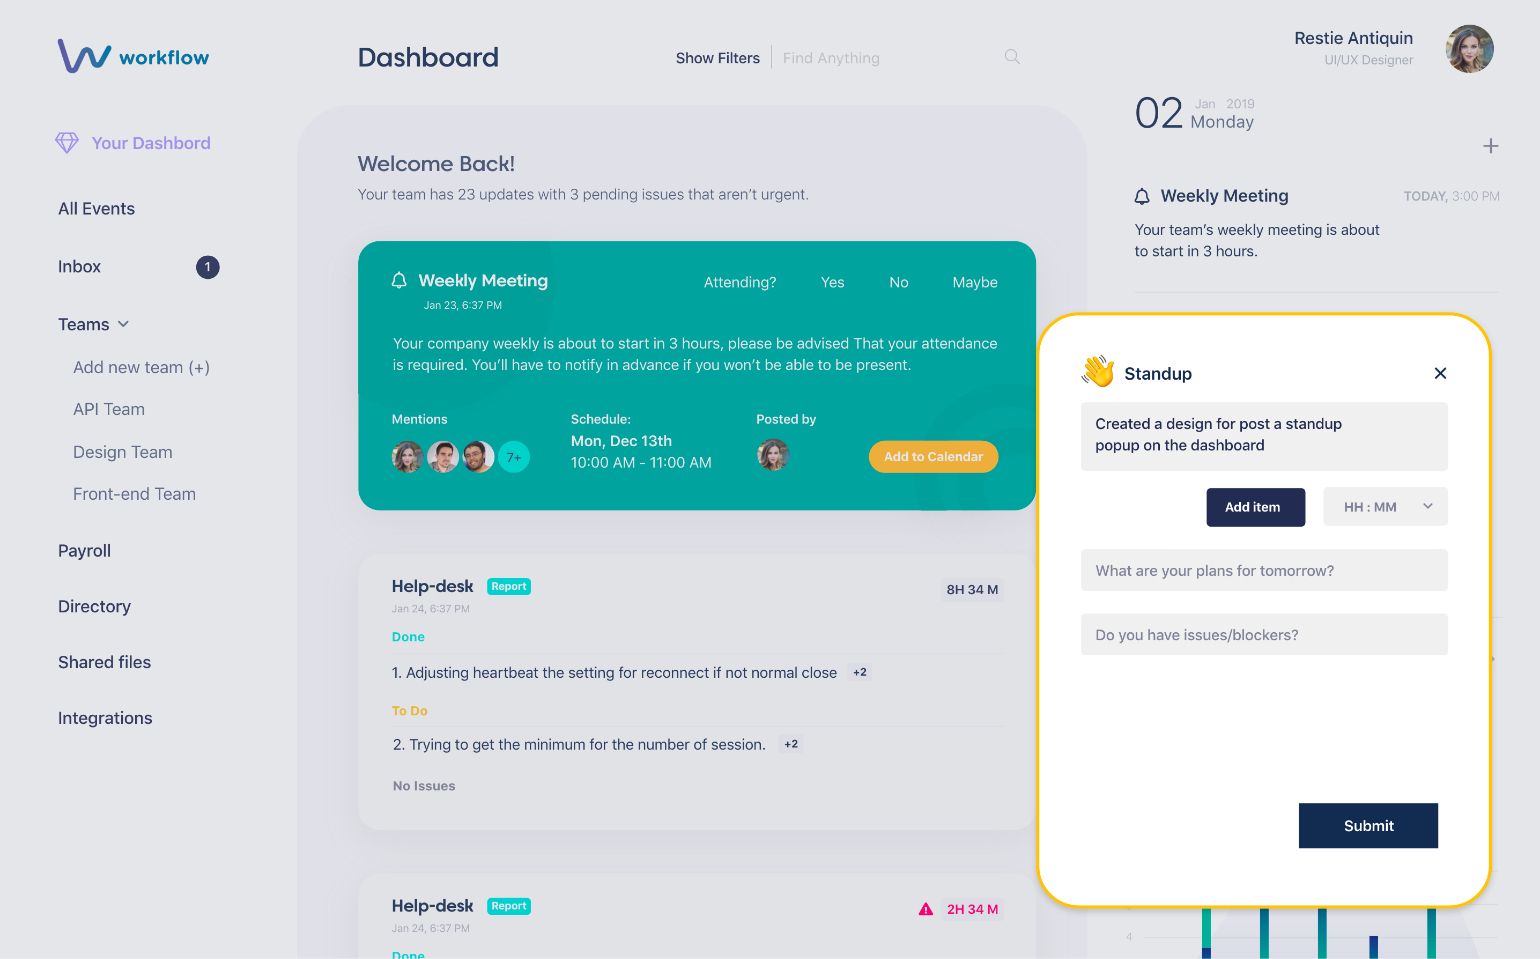 workflow
Your Dashbord
All Events
Inbox
1
Teams
Add new team (+)
API Team
Design Team
Front-end Team
Payroll
Directory
Shared files
Integrations
Dashboard
Show Filters
Find Anything
Welcome Back!
Your team has 23 updates with 3 pending issues that aren't urgent.
Weekly Meeting
Jan 23, 6:37 PM
Attending?
Yes
No
Maybe
Your company weekly is about to start in 3 hours, please be advised That your attendance
is required. You'll have to notify in advance if you won't be able to be present.
Mentions
7+
Schedule:
Mon, Dec 13th
10:00 AM - 11:00 AM
Posted by
Add to Calendar
Help-desk
Report
8H 34 M
Jan 24, 6:37 PM
Done
1. Adjusting heartbeat the setting for reconnect if not normal close
+2
To Do
2. Trying to get the minimum for the number of session.
+2
No Issues
Help-desk
Report
2H 34 M
Jan 24, 6:37 PM
Done
Restie Antiquin
UI/UX Designer
02
Jan 2019
Monday
Weekly Meeting
TODAY, 3:00 PM
Your team's weekly meeting is about
to start in 3 hours.
Standup
Created a design for post a standup
popup on the dashboard
Add item
HH : MM
What are your plans for tomorrow?
Do you have issues/blockers?
Submit
4